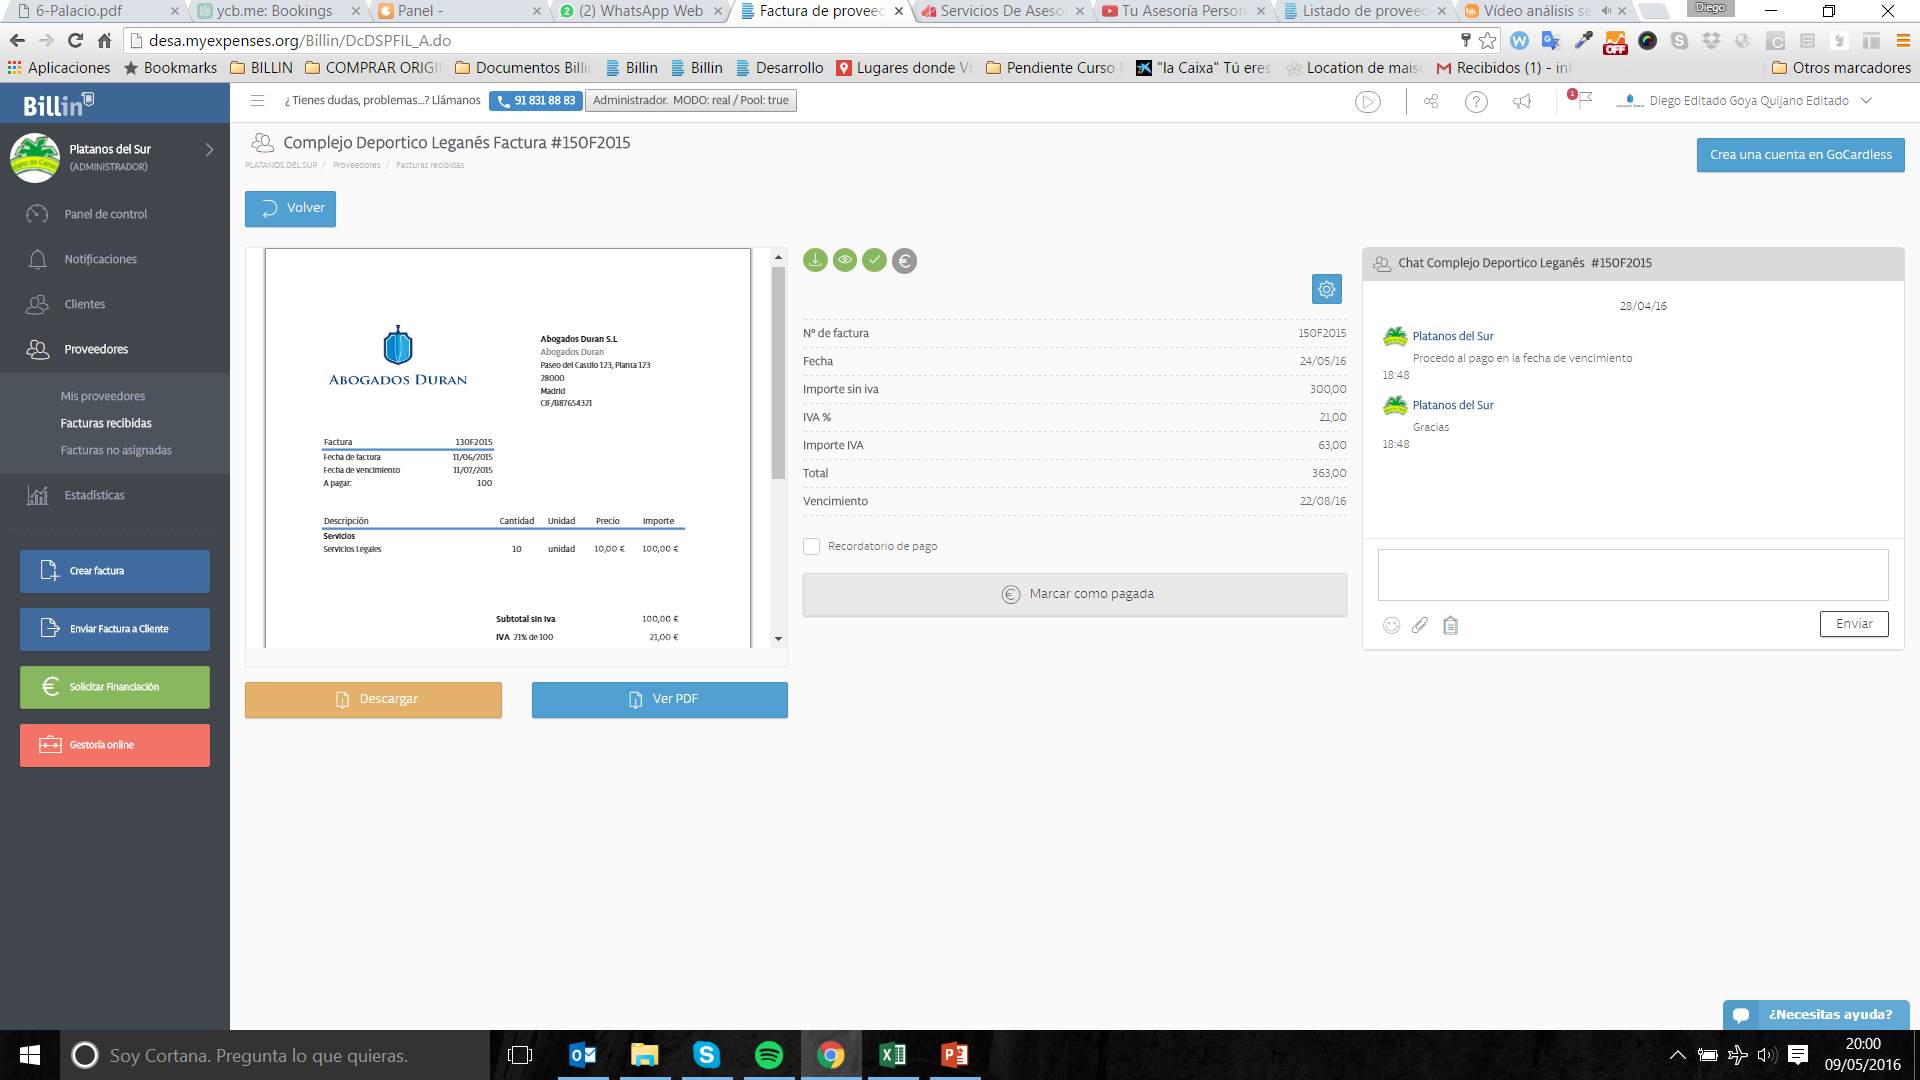 6-Palacio.pdf
ycb.me: Bookings
Panel -
(2) WhatsApp Web
Factura de proveed
Servicios De Aseso
Tu Asesoría Person
Listado de proveed
Vídeo análisis se
Diego
desa.myexpenses.org/Billin/DcDSPFIL_A.do
OFF
Aplicaciones
Bookmarks
BILLIN
COMPRAR ORIGI
Documentos Billi
Billin
Billin
Desarrollo
Lugares donde Vi
Pendiente Curso
"la Caixa" Tú eres
Location de mais
Recibidos (1) - in
Otros marcadores
Billin
¿Tienes dudas, problemas...? Llámanos
91 831 88 83
Administrador. MODO: real / Pool: true
1
Diego Editado Goya Quijano Editado
Platanos del Sur
(ADMINISTRADOR)
Panel de control
Notificaciones
Clientes
Proveedores
Mis proveedores
Facturas recibidas
Facturas no asignadas
Estadísticas
Crear factura
Enviar Factura a Cliente
Solicitar Financiación
Gestoría online
Complejo Deportico Leganés Factura #150F2015
PLATANOS.DEL.SUR / Proveedores / Facturas recibidas
Crea una cuenta en GoCardless
Volver
ABOGADOS DURAN
Abogados Duran S.L
Abogados Duran
Paseo del Castillo 123, Planta 123
28000
Madrid
CIF/B87654321
Factura 130F2015
Fecha de factura 11/06/2015
Fecha de vencimiento 11/07/2015
A pagar: 100
Descripción Cantidad Unidad Precio Importe
Servicios
Servicios Legales 10 unidad 10,00 € 100,00 €
Subtotal sin iva 100,00 €
IVA 21% de 100 21,00 €
Descargar
Ver PDF
Nº de factura 150F2015
Fecha 24/05/16
Importe sin iva 300,00
IVA % 21,00
Importe IVA 63,00
Total 363,00
Vencimiento 22/08/16
Recordatorio de pago
Marcar como pagada
Chat Complejo Deportico Leganés #150F2015
28/04/16
Platanos del Sur
Procedo al pago en la fecha de vencimiento
18:48
Platanos del Sur
Gracias
18:48
Enviar
¿Necesitas ayuda?
Soy Cortana. Pregunta lo que quieras.
20:00
09/05/2016